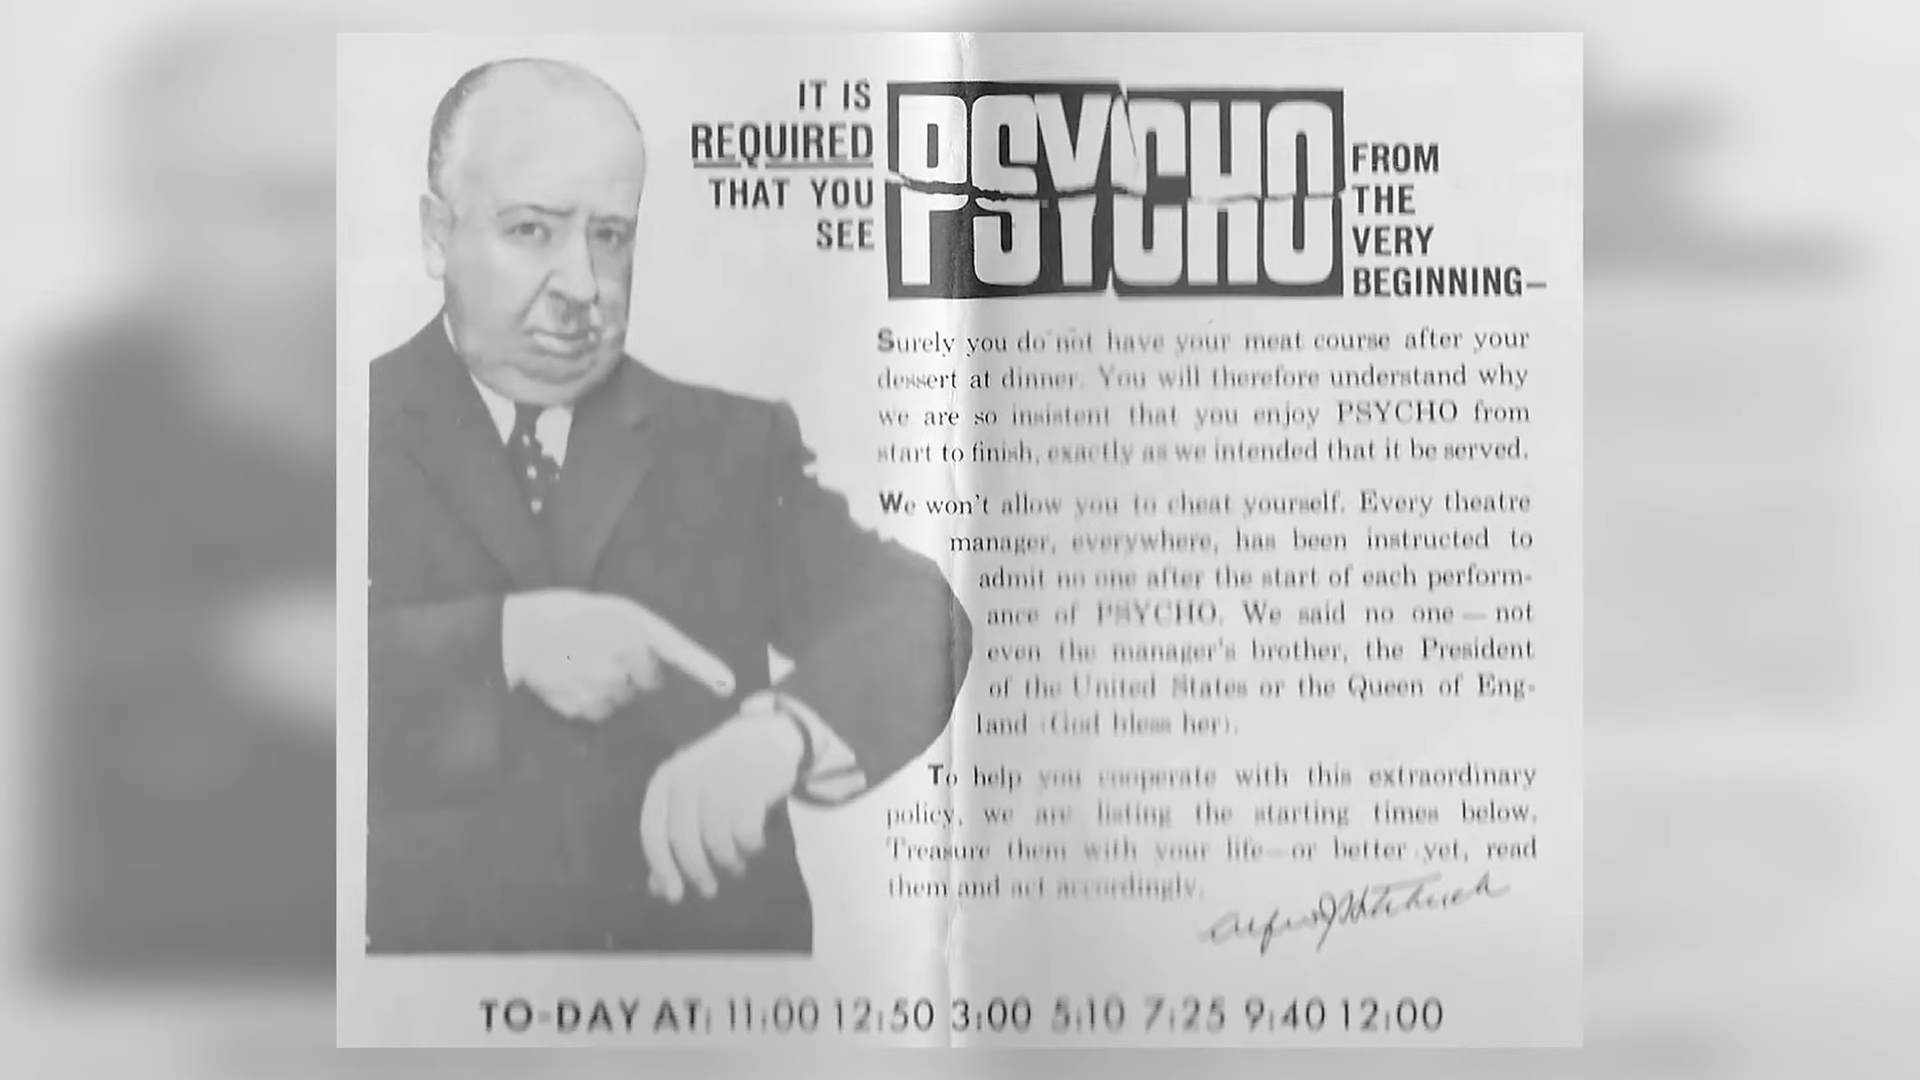 IT IS
REQUIRED
THAT YOU
SEE
PSYCHO
FROM
THE
VERY
BEGINNING–
Surely you do not have your meat course after your
dessert at dinner. You will therefore understand why
we are so insistent that you enjoy PSYCHO from
start to finish, exactly as we intended that it be served.
We won't allow you to cheat yourself. Every theatre
manager, everywhere, has been instructed to
admit no one after the start of each perform-
ance of PSYCHO. We said no one — not
even the manager's brother, the President
of the United States or the Queen of Eng-
land (God bless her).
To help you cooperate with this extraordinary
policy, we are listing the starting times below.
Treasure them with your life—or better yet, read
them and act accordingly.
Alfred J Hitchcock
TO-DAY AT: 11:00 12:50 3:00 5:10 7:25 9:40 12:00